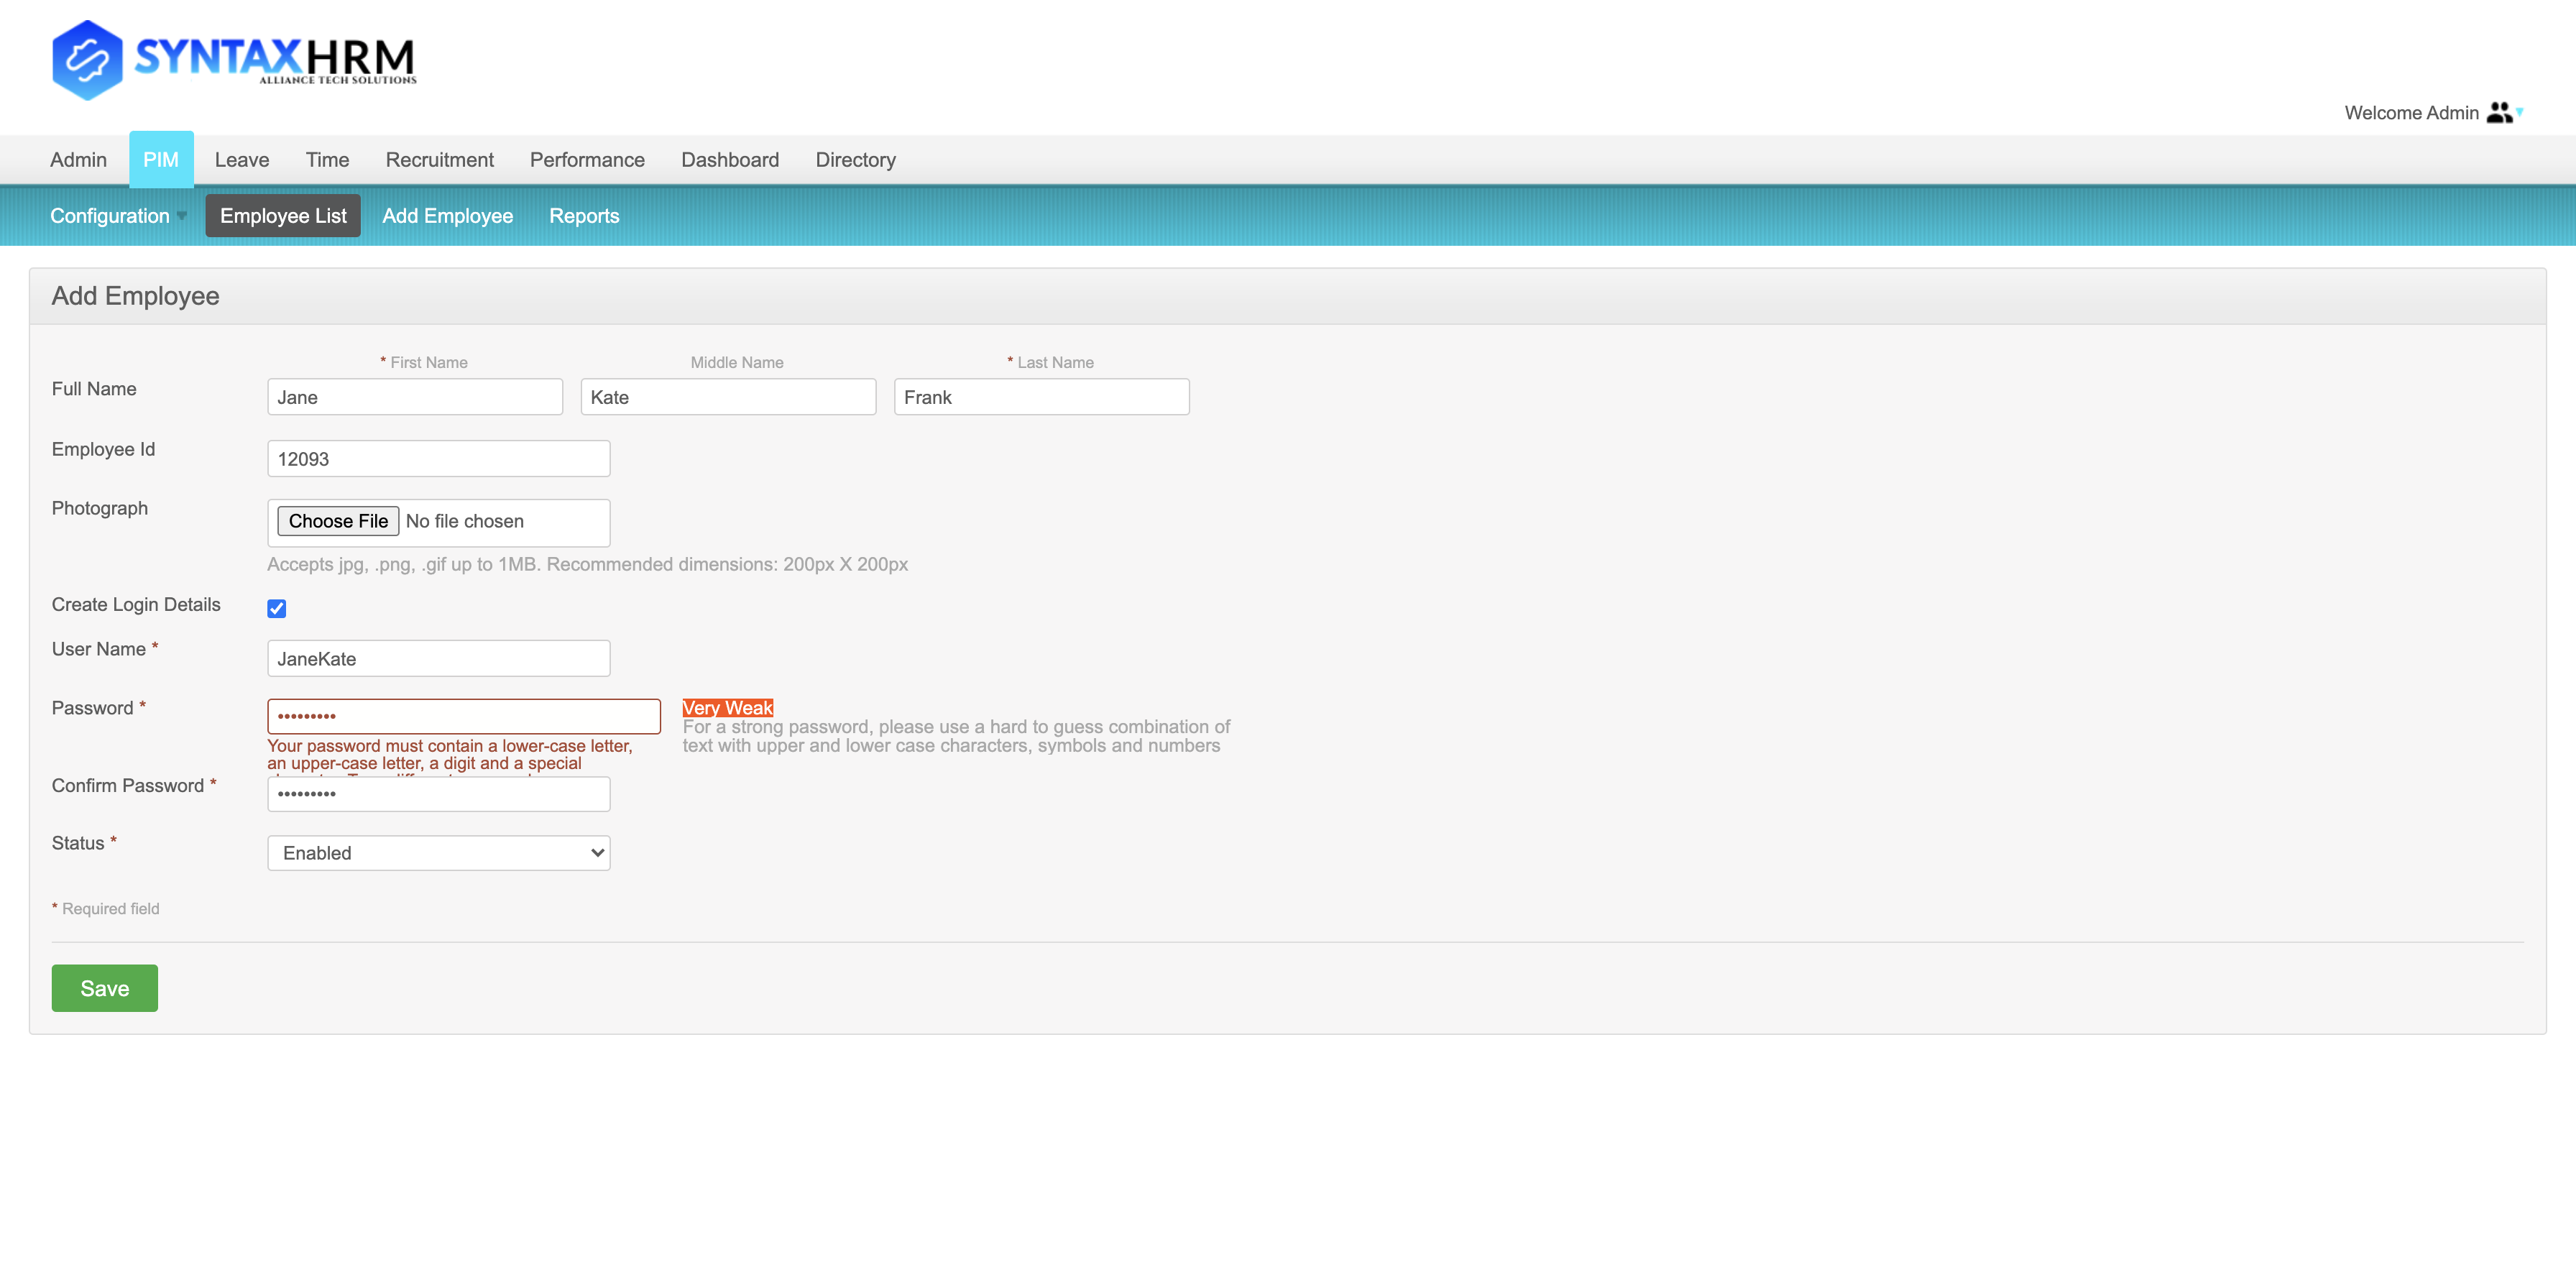 SYNTAXHRM
ALLIANCE TECH SOLUTIONS
Welcome Admin
Admin PIM Leave Time Recruitment Performance Dashboard Directory
Configuration Employee List Add Employee Reports
Add Employee
* First Name Middle Name * Last Name
Full Name Jane Kate Frank
Employee Id 12093
Photograph Choose File No file chosen
Accepts jpg, .png, .gif up to 1MB. Recommended dimensions: 200px X 200px
Create Login Details
User Name * JaneKate
Password * ••••••••• Very Weak
For a strong password, please use a hard to guess combination of
text with upper and lower case characters, symbols and numbers
Your password must contain a lower-case letter,
an upper-case letter, a digit and a special
Confirm Password * •••••••••
Status * Enabled
* Required field
Save